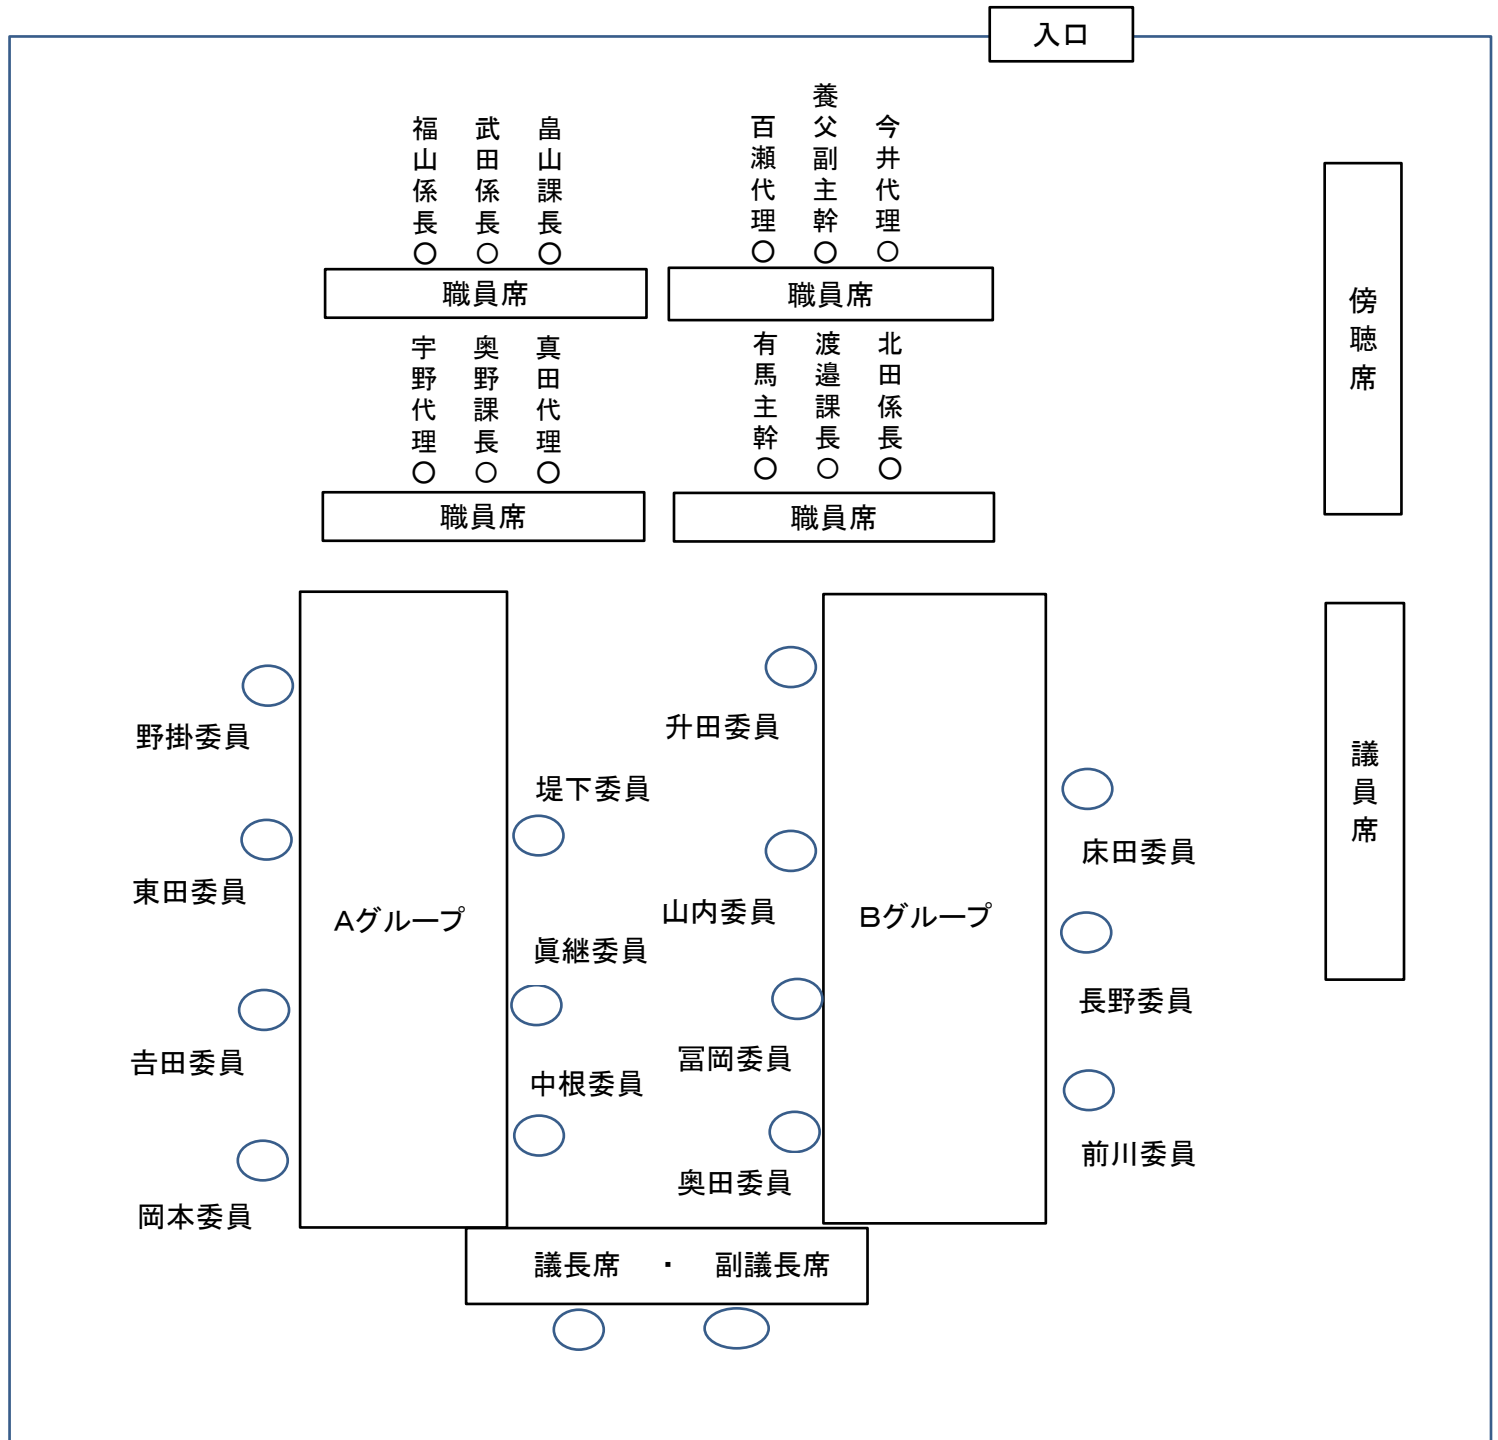 入口
福山係長○
武田係長○
畠山課長○
百瀬代理○
養父副主幹○
今井代理○
職員席
職員席
宇野代理○
奥野課長○
真田代理○
有馬主幹○
渡邉課長○
北田係長○
職員席
職員席
傍聴席
議員席
野掛委員
東田委員
𠮷田委員
岡本委員
Aグループ
堤下委員
眞継委員
中根委員
升田委員
山内委員
冨岡委員
奥田委員
Bグループ
床田委員
長野委員
前川委員
議長席 ・ 副議長席